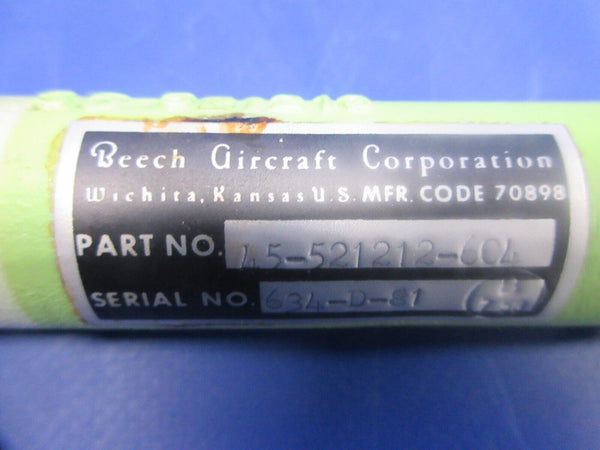 Beech Aircraft Corporation
Wichita, Kansas U.S. MFR. CODE 70898
PART NO. 45-521212-604
SERIAL NO. 634-D-81